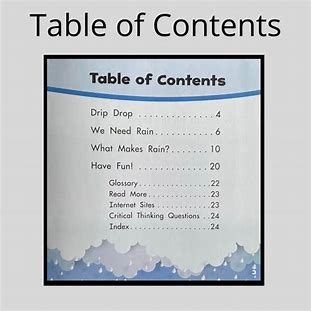 Table of Contents
Table of Contents
Drip Drop . . . . . . . . . . . . . 4
We Need Rain . . . . . . . . 6
What Makes Rain? . . . . . . 10
Have Fun! . . . . . . . . . . . 20
Glossary . . . . . . . . . . . . . 22
Read More . . . . . . . . . . . 23
Internet Sites . . . . . . . . . . 23
Critical Thinking Questions . . 24
Index . . . . . . . . . . . . . . 24
3